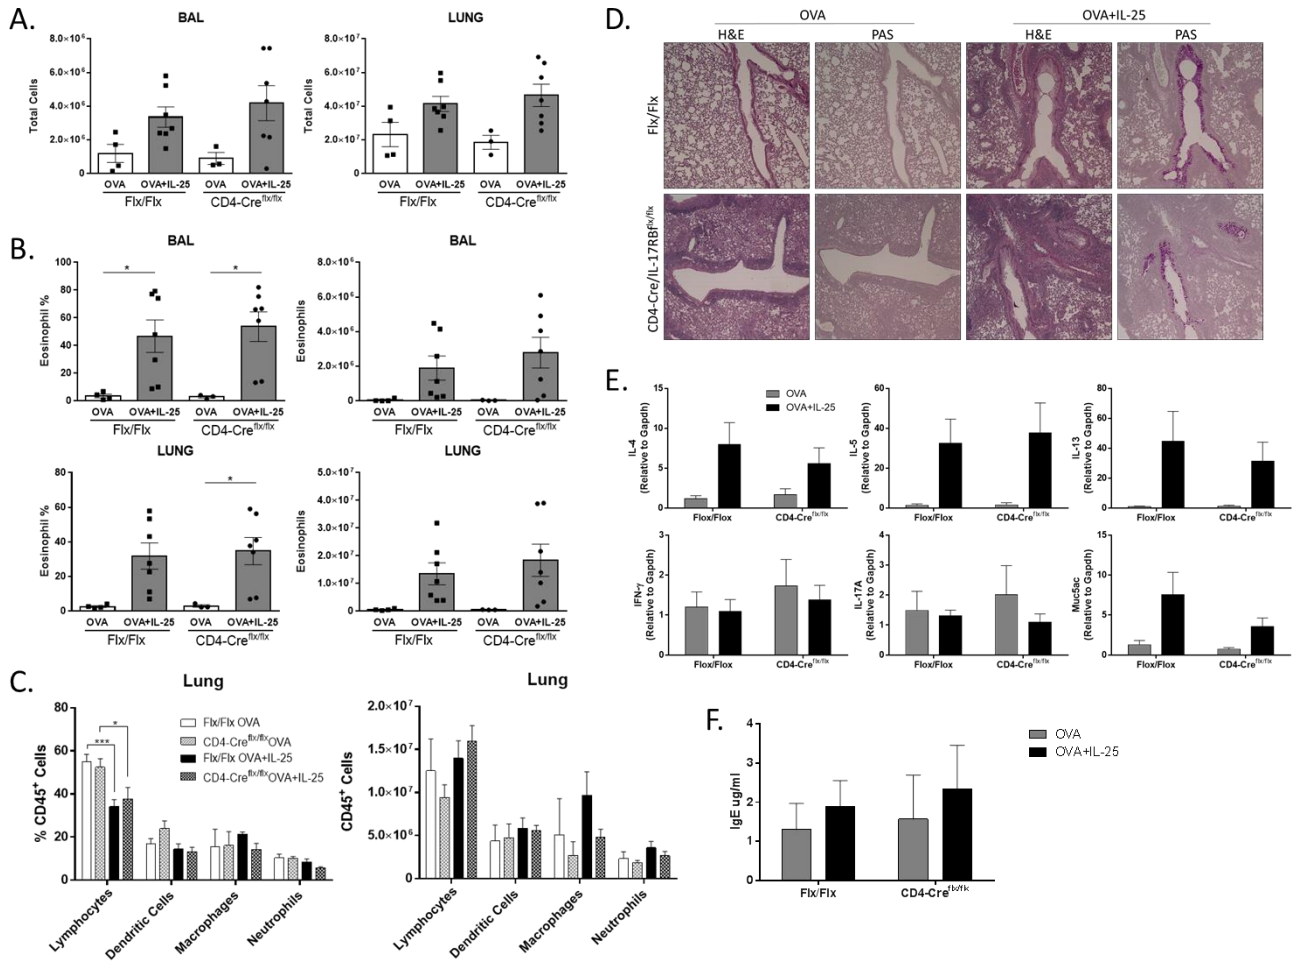 A.
BAL
Total Cells
8.0×10⁶
6.0×10⁶
4.0×10⁶
2.0×10⁶
0
OVA OVA+IL-25 OVA OVA+IL-25
Flx/Flx CD4-Cre^flx/flx
LUNG
Total Cells
8.0×10⁷
6.0×10⁷
4.0×10⁷
2.0×10⁷
0
OVA OVA+IL-25 OVA OVA+IL-25
Flx/Flx CD4-Cre^flx/flx
B.
BAL
Eosinophil %
100
80
60
40
20
0
* *
OVA OVA+IL-25 OVA OVA+IL-25
Flx/Flx CD4-Cre^flx/flx
BAL
Eosinophils
8.0×10⁶
6.0×10⁶
4.0×10⁶
2.0×10⁶
0
OVA OVA+IL-25 OVA OVA+IL-25
Flx/Flx CD4-Cre^flx/flx
LUNG
Eosinophil %
80
60
40
20
0
*
OVA OVA+IL-25 OVA OVA+IL-25
Flx/Flx CD4-Cre^flx/flx
LUNG
Eosinophils
5.0×10⁷
4.0×10⁷
3.0×10⁷
2.0×10⁷
1.0×10⁷
0
OVA OVA+IL-25 OVA OVA+IL-25
Flx/Flx CD4-Cre^flx/flx
C.
Lung
% CD45⁺ Cells
80
60
40
20
0
***
*
Flx/Flx OVA
CD4-Cre^flx/flx OVA
Flx/Flx OVA+IL-25
CD4-Cre^flx/flx OVA+IL-25
Lymphocytes
Dendritic Cells
Macrophages
Neutrophils
Lung
CD45⁺ Cells
2.0×10⁷
1.5×10⁷
1.0×10⁷
5.0×10⁶
0
Lymphocytes
Dendritic Cells
Macrophages
Neutrophils
D.
OVA OVA+IL-25
H&E PAS H&E PAS
Flx/Flx
CD4-Cre/IL-17RB^flx/flx
E.
IL-4
(Relative to Gapdh)
15
10
5
0
OVA
OVA+IL-25
Flox/Flox CD4-Cre^flx/flx
IL-5
(Relative to Gapdh)
60
40
20
0
Flox/Flox CD4-Cre^flx/flx
IL-13
(Relative to Gapdh)
80
60
40
20
0
Flox/Flox CD4-Cre^flx/flx
IFN-γ
(Relative to Gapdh)
3
2
1
0
Flox/Flox CD4-Cre^flx/flx
IL-17A
(Relative to Gapdh)
4
3
2
1
0
Flox/Flox CD4-Cre^flx/flx
Muc5ac
(Relative to Gapdh)
15
10
5
0
Flox/Flox CD4-Cre^flx/flx
F.
IgE ug/ml
4
3
2
1
0
OVA
OVA+IL-25
Flx/Flx CD4-Cre^flx/flx